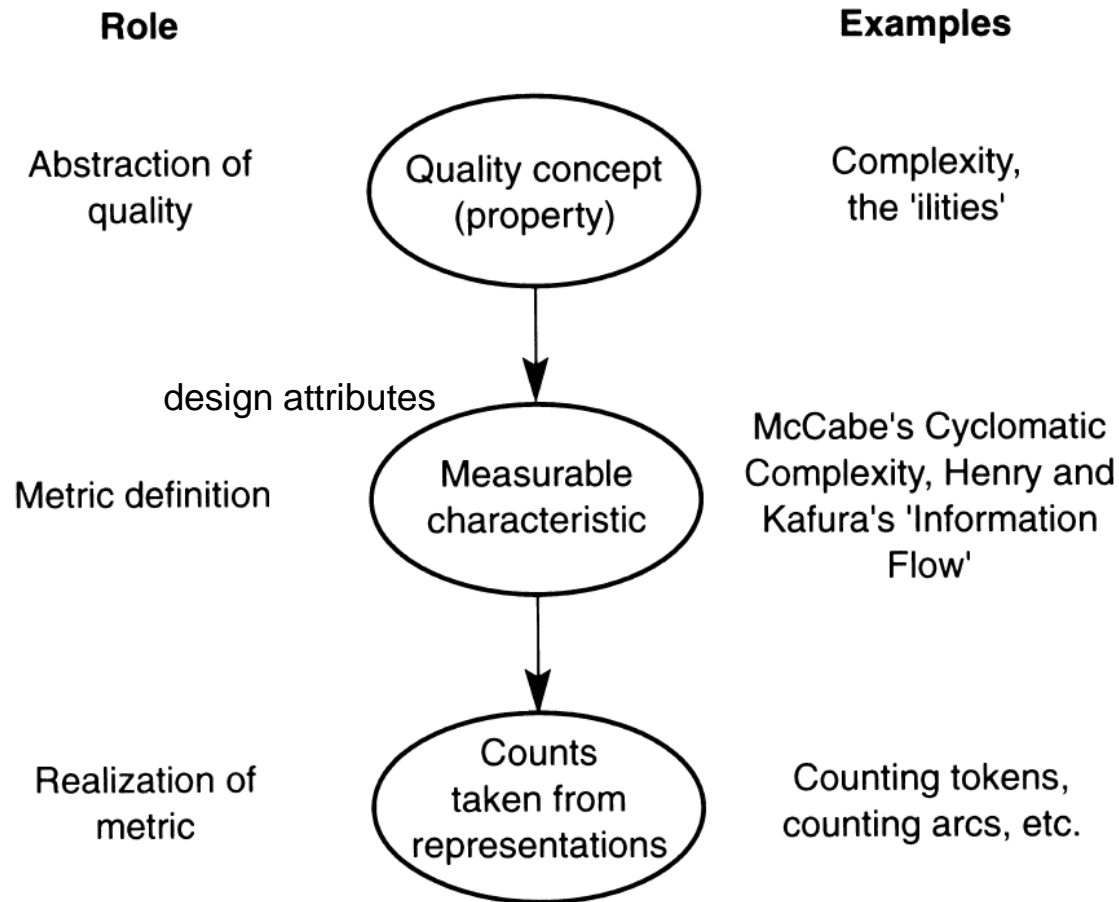 Role
Examples
Abstraction of
quality
Quality concept
(property)
Complexity,
the 'ilities'
design attributes
Metric definition
Measurable
characteristic
McCabe's Cyclomatic
Complexity, Henry and
Kafura's 'Information
Flow'
Realization of
metric
Counts
taken from
representations
Counting tokens,
counting arcs, etc.